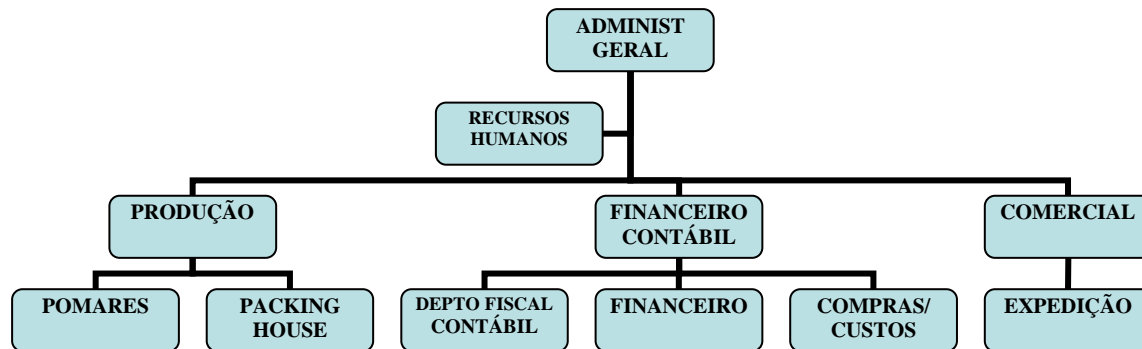 ADMINIST
GERAL
RECURSOS
HUMANOS
PRODUÇÃO
FINANCEIRO
CONTÁBIL
COMERCIAL
POMARES
PACKING
HOUSE
DEPTO FISCAL
CONTÁBIL
FINANCEIRO
COMPRAS/
CUSTOS
EXPEDIÇÃO